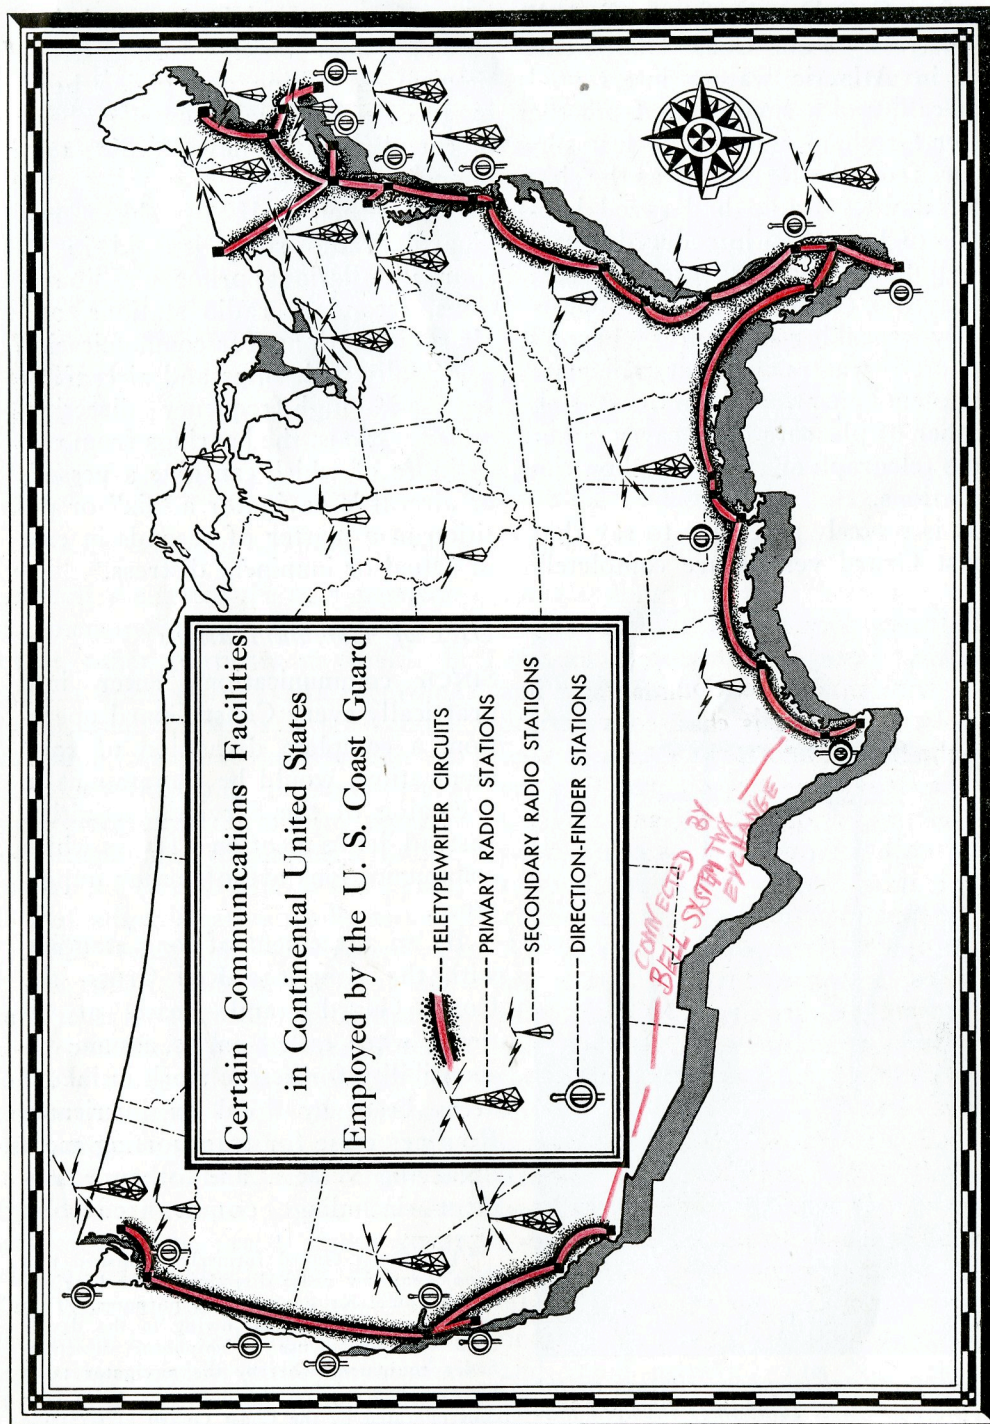 Certain Communications Facilities
in Continental United States
Employed by the U. S. Coast Guard
TELETYPEWRITER CIRCUITS
PRIMARY RADIO STATIONS
SECONDARY RADIO STATIONS
DIRECTION-FINDER STATIONS
CONNECTED BY
BELL SYSTEM TWX
EXCHANGE